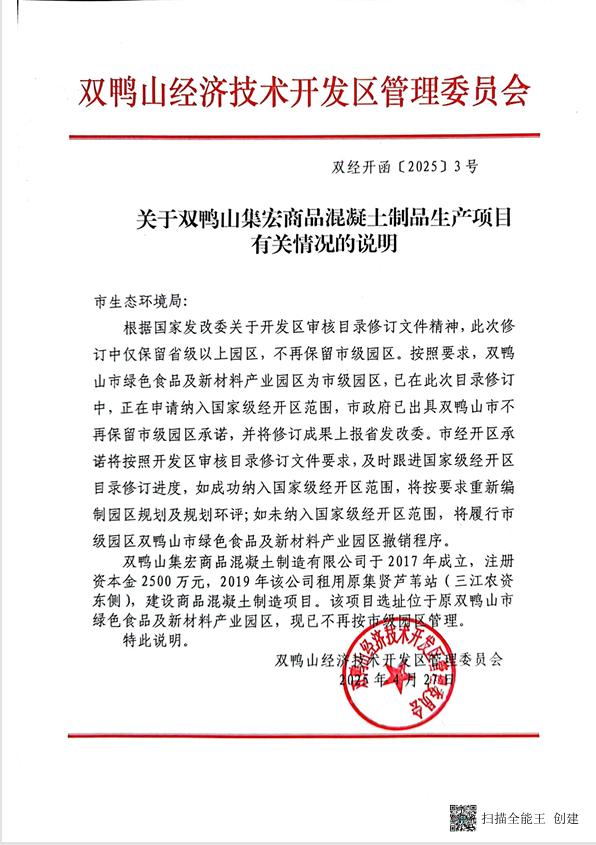 双鸭山经济技术开发区管理委员会
双经开函〔2025〕3号
关于双鸭山集宏商品混凝土制品生产项目
有关情况的说明
市生态环境局：
根据国家发改委关于开发区审核目录修订文件精神，此次修
订中仅保留省级以上园区，不再保留市级园区。按照要求，双鸭
山市绿色食品及新材料产业园区为市级园区，已在此次目录修订
中，正在申请纳入国家级经开区范围，市政府已出具双鸭山市不
再保留市级园区承诺，并将修订成果上报省发改委。市经开区承
诺将按照开发区审核目录修订文件要求，及时跟进国家级经开区
目录修订进度，如成功纳入国家级经开区范围，将按要求重新编
制园区规划及规划环评；如未纳入国家级经开区范围，将履行市
级园区双鸭山市绿色食品及新材料产业园区撤销程序。
双鸭山集宏商品混凝土制造有限公司于2017年成立，注册
资本金2500万元，2019年该公司租用原集贤芦苇站（三江农资
东侧），建设商品混凝土制造项目。该项目选址位于原双鸭山市
绿色食品及新材料产业园区，现已不再按市级园区管理。
特此说明。
双鸭山经济技术开发区管理委员会
2025年4月27日
双鸭山经济技术开发区管理委员会
扫描全能王 创建